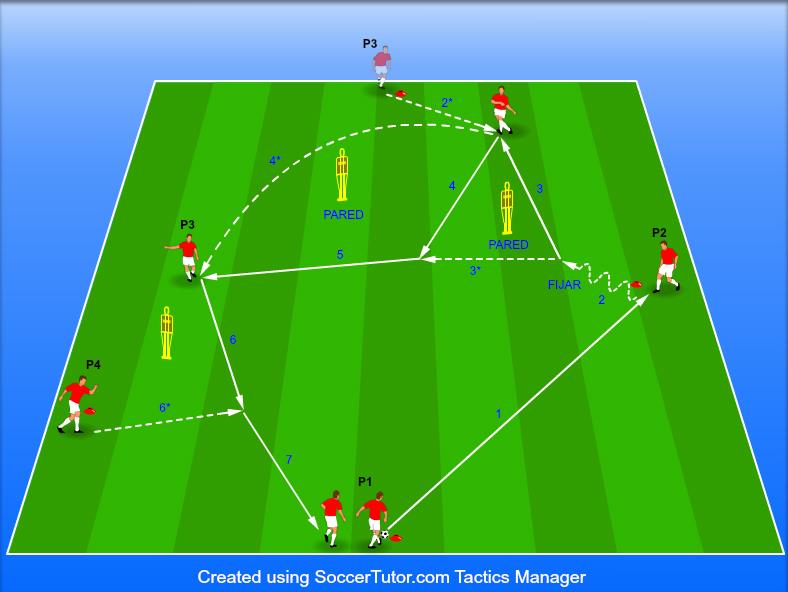 P3
2*
4*
4
3
PARED
PARED
P3
P2
5
3*
FIJAR
2
6
P4
6*
1
7
P1
Created using SoccerTutor.com Tactics Manager